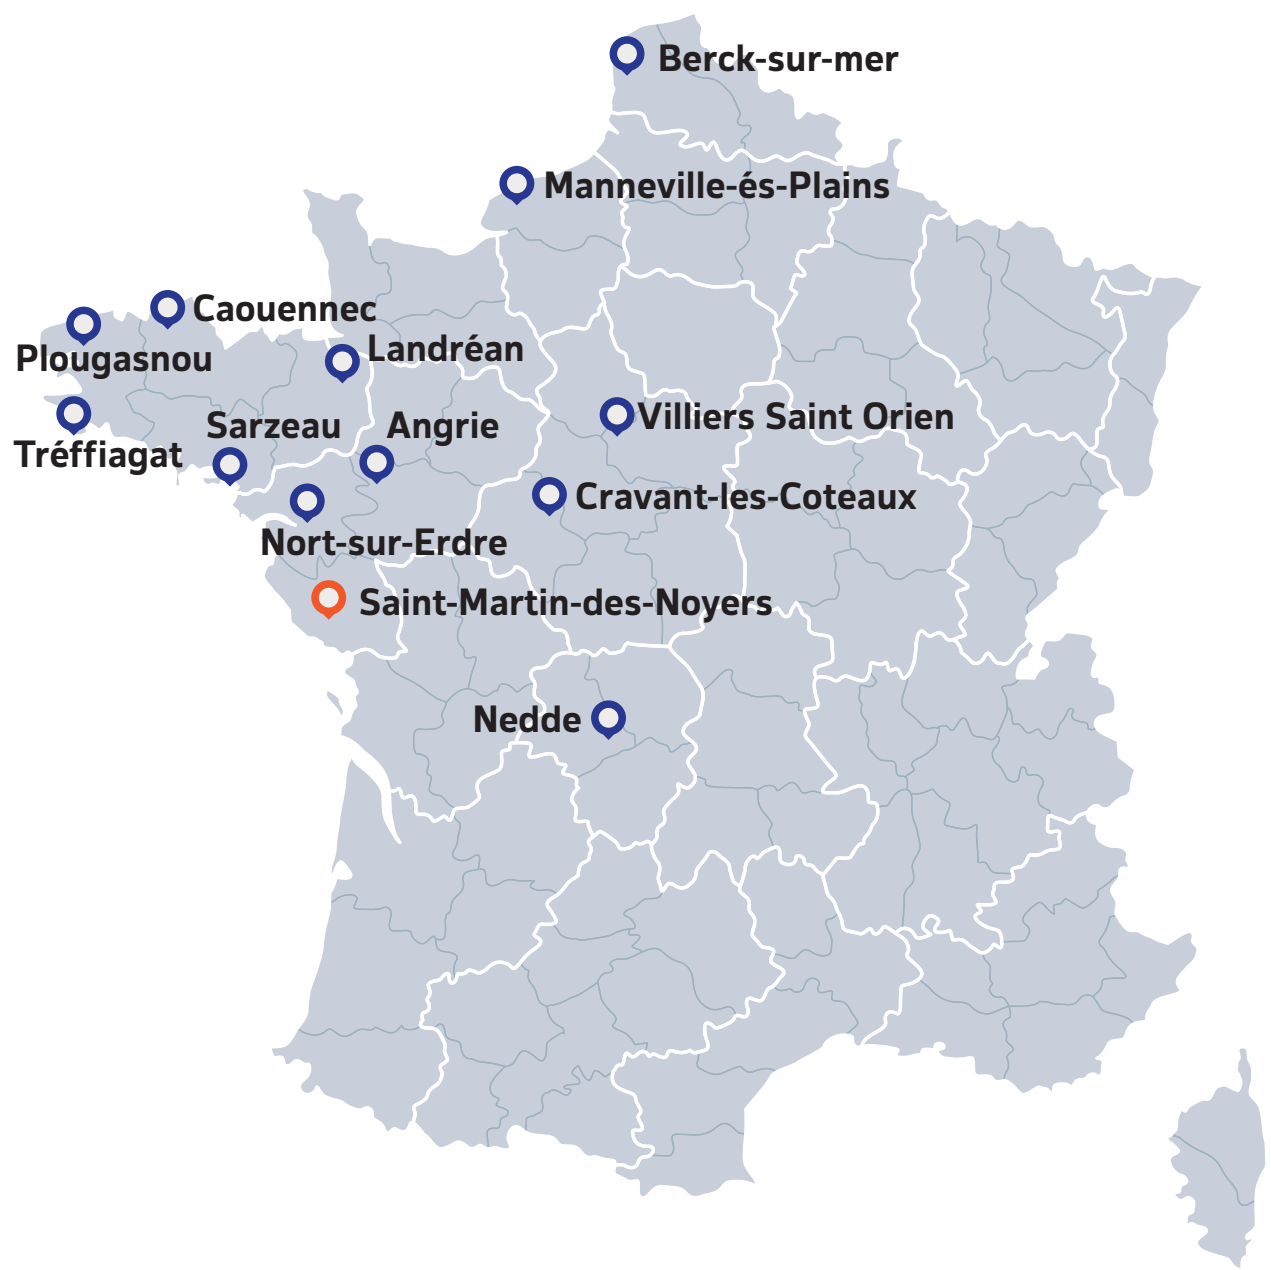 Berck-sur-mer
Manneville-és-Plains
Caouennec
Landréan
Plougasnou
Villiers Saint Orien
Sarzeau
Angrie
Tréffiagat
Cravant-les-Coteaux
Nort-sur-Erdre
Saint-Martin-des-Noyers
Nedde